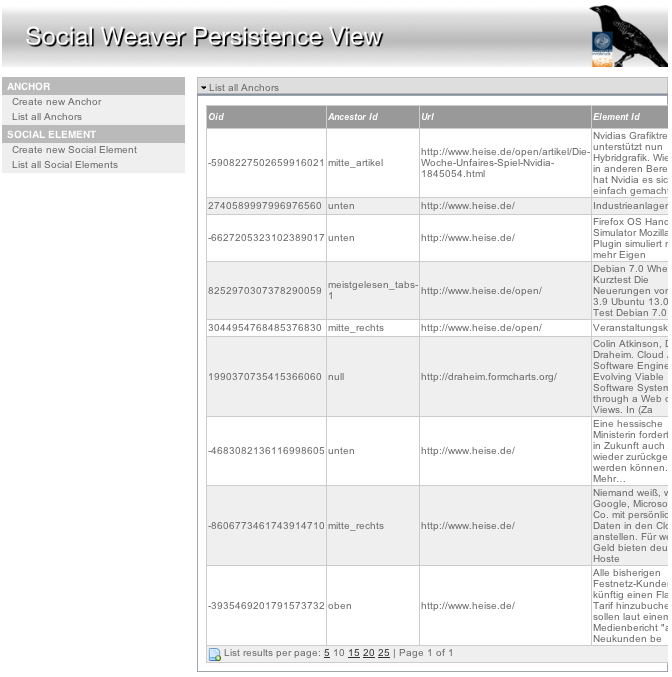 Social Weaver Persistence View
ANCHOR
Create new Anchor
List all Anchors
SOCIAL ELEMENT
Create new Social Element
List all Social Elements
List all Anchors
Oid Ancestor Id Url Element Id
-5908227502659916021 mitte_artikel http://www.heise.de/open/artikel/Die-
Woche-Unfaires-Spiel-Nvidia-
1845054.html
Nvidias Grafiktre
unterstützt nun
Hybridgrafik. Wie
in anderen Bere
hat Nvidia es sic
einfach gemacht
2740589997996976560 unten http://www.heise.de/ Industrieanlager
-6627205323102389017 unten http://www.heise.de/
Firefox OS Hand
Simulator Mozilla
Plugin simuliert
mehr Eigen
8252970307378290059 meistgelesen_tabs-
1
http://www.heise.de/open/
Debian 7.0 Whe
Kurztest Die
Neuerungen von
3.9 Ubuntu 13.0
Test Debian 7.0
3044954768485376830 mitte_rechts http://www.heise.de/open/ Veranstaltungsk
1990370735415366060 null http://draheim.formcharts.org/
Colin Atkinson, D
Draheim. Cloud
Software Engine
Evolving Viable
Software System
through a Web o
Views. In (Za
-4683082136116998605 unten http://www.heise.de/
Eine hessische
Ministerin fordert
in Zukunft auch
wieder zurückge
werden können.
Mehr...
-8606773461743914710 mitte_rechts http://www.heise.de/
Niemand weiß, w
Google, Microso
Co. mit persönlic
Daten in den Clo
anstellen. Für we
Geld bieten deu
Hoste
-3935469201791573732 oben http://www.heise.de/
Alle bisherigen
Festnetz-Kunde
künftig einen Fla
Tarif hinzubuche
sollen laut einem
Medienbericht "a
Neukunden be
List results per page: 5 10 15 20 25 | Page 1 of 1